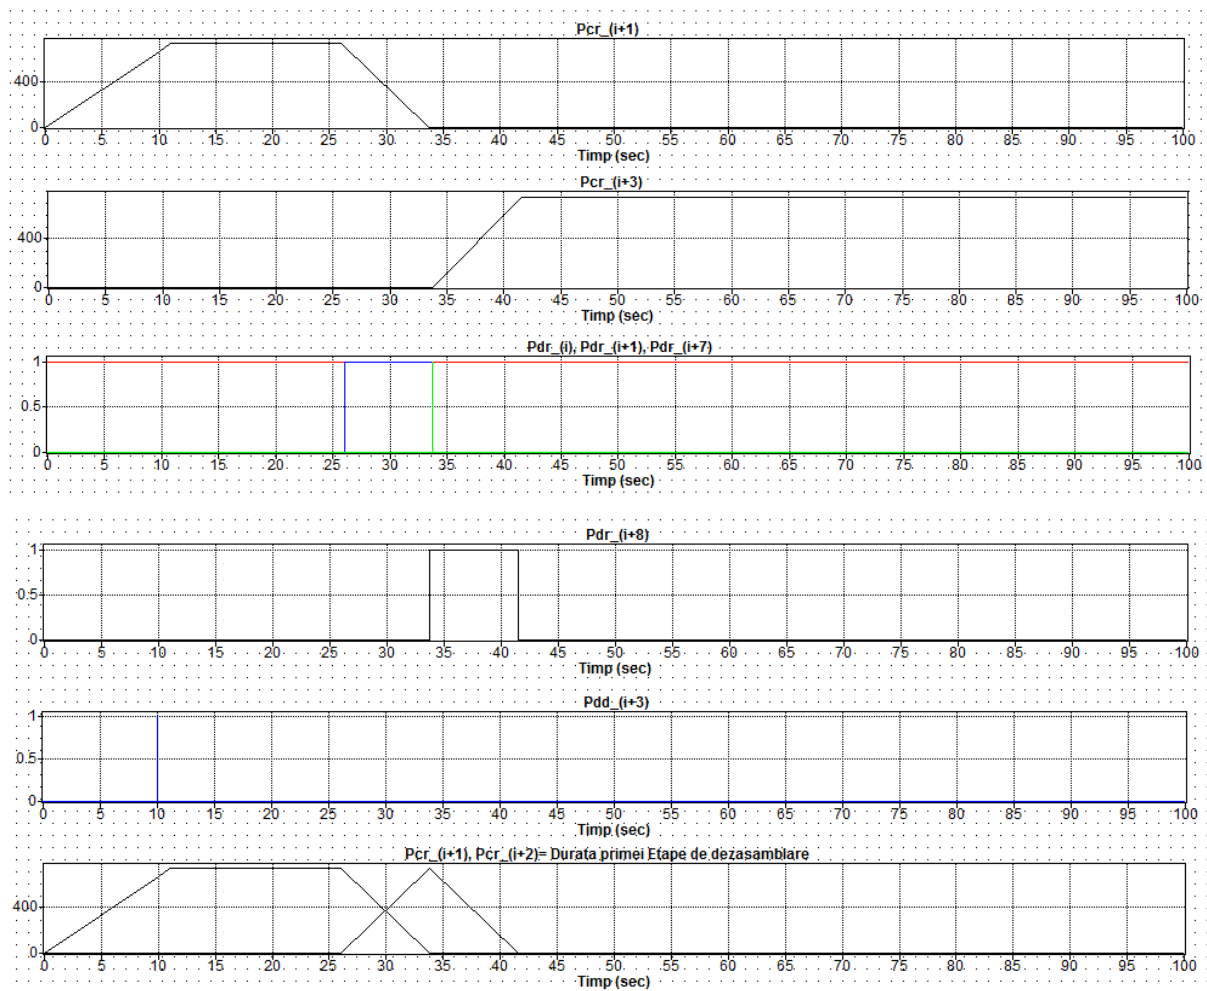 Pcr_(i+1)
400
0
0 5 10 15 20 25 30 35 40 45 50 55 60 65 70 75 80 85 90 95 100
Timp (sec)
Pcr_(i+3)
400
0
0 5 10 15 20 25 30 35 40 45 50 55 60 65 70 75 80 85 90 95 100
Timp (sec)
Pdr_(i), Pdr_(i+1), Pdr_(i+7)
1
0.5
0
0 5 10 15 20 25 30 35 40 45 50 55 60 65 70 75 80 85 90 95 100
Timp (sec)
Pdr_(i+8)
1
0.5
0
0 5 10 15 20 25 30 35 40 45 50 55 60 65 70 75 80 85 90 95 100
Timp (sec)
Pdd_(i+3)
1
0.5
0
0 5 10 15 20 25 30 35 40 45 50 55 60 65 70 75 80 85 90 95 100
Timp (sec)
Pcr_(i+1), Pcr_(i+2)= Durata primei Etape de dezasamblare
400
0
0 5 10 15 20 25 30 35 40 45 50 55 60 65 70 75 80 85 90 95 100
Timp (sec)